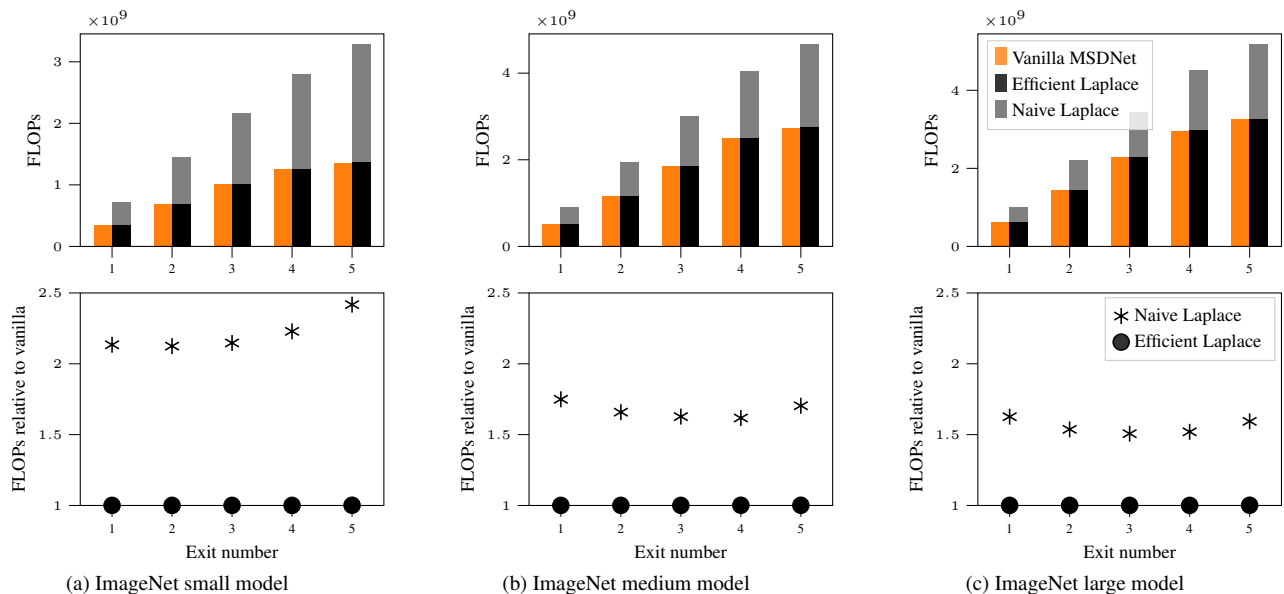 ×10⁹
3
2
1
0
FLOPs
1 2 3 4 5
×10⁹
4
2
0
FLOPs
1 2 3 4 5
×10⁹
4
2
0
FLOPs
Vanilla MSDNet
Efficient Laplace
Naive Laplace
1 2 3 4 5
2.5
2
1.5
1
FLOPs relative to vanilla
1 2 3 4 5
Exit number
(a) ImageNet small model
2.5
2
1.5
1
FLOPs relative to vanilla
1 2 3 4 5
Exit number
(b) ImageNet medium model
2.5
2
1.5
1
FLOPs relative to vanilla
Naive Laplace
Efficient Laplace
1 2 3 4 5
Exit number
(c) ImageNet large model